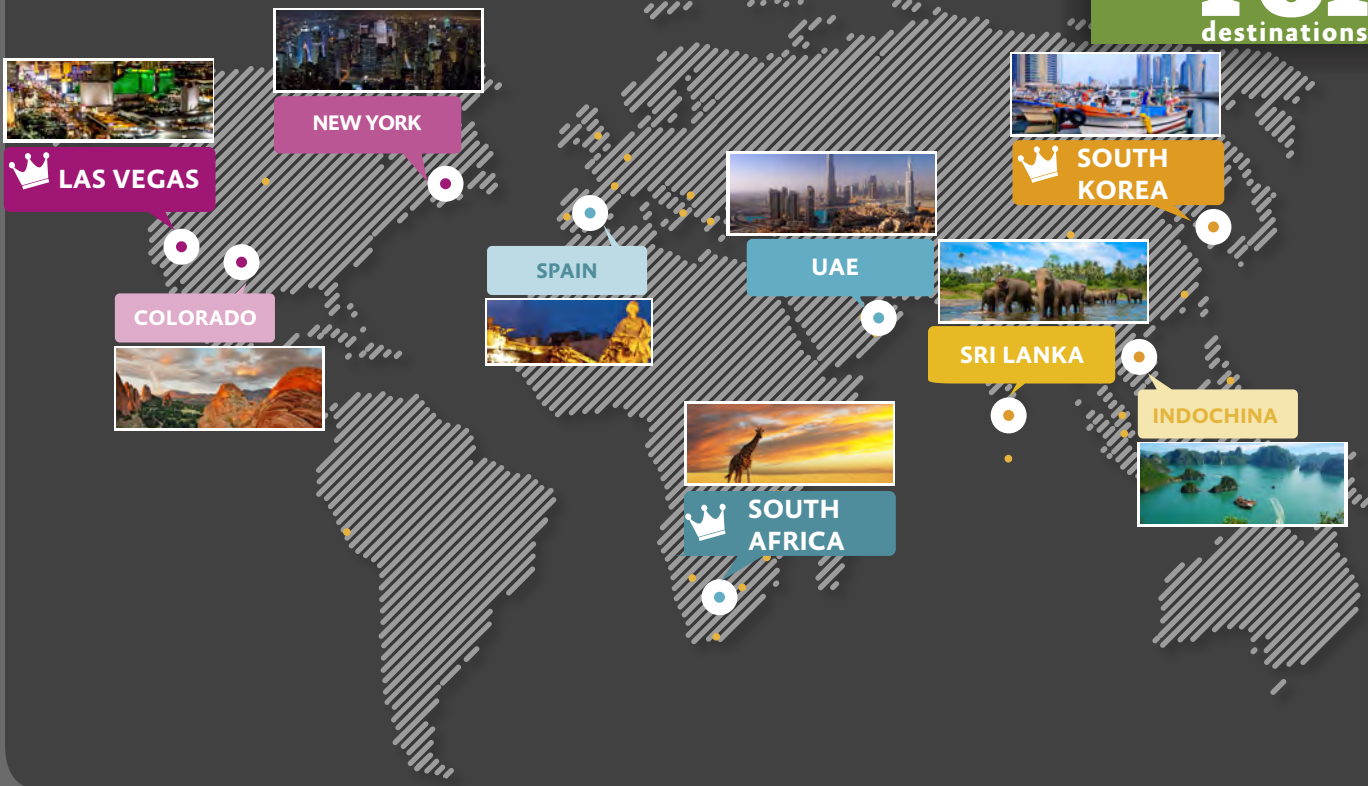 destinations
NEW YORK
LAS VEGAS
SOUTH
KOREA
SPAIN
UAE
COLORADO
SRI LANKA
INDOCHINA
SOUTH
AFRICA